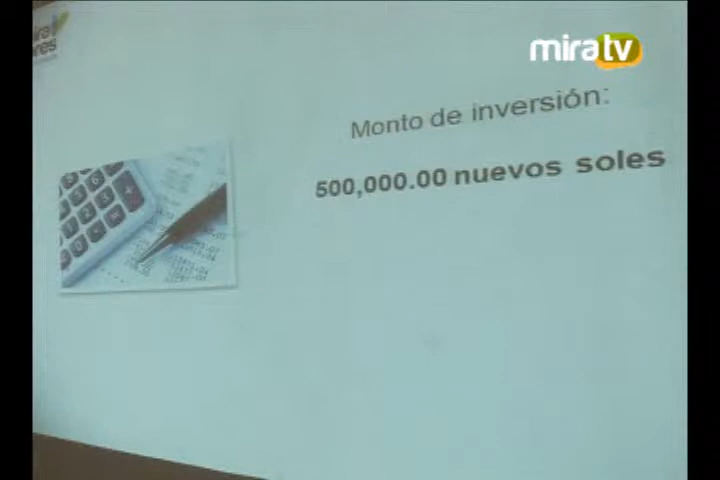 miratv
Monto de inversión:
500,000.00 nuevos soles